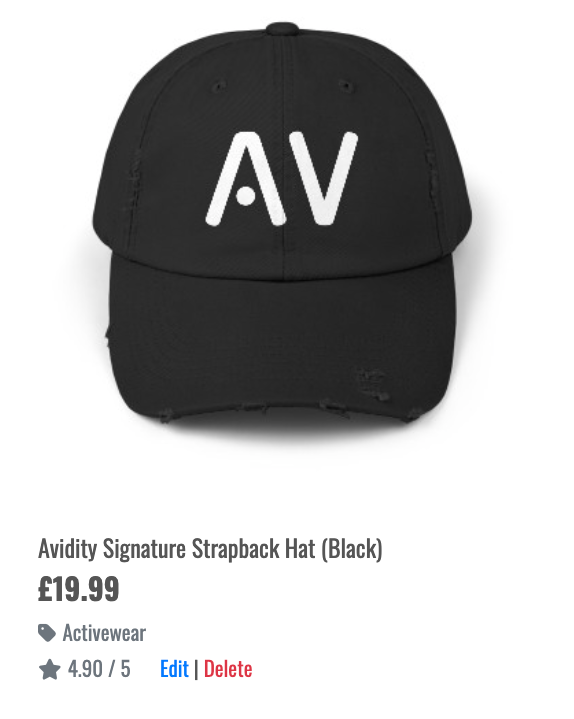 AV
Avidity Signature Strapback Hat (Black)
£19.99
Activewear
4.90 / 5 Edit | Delete